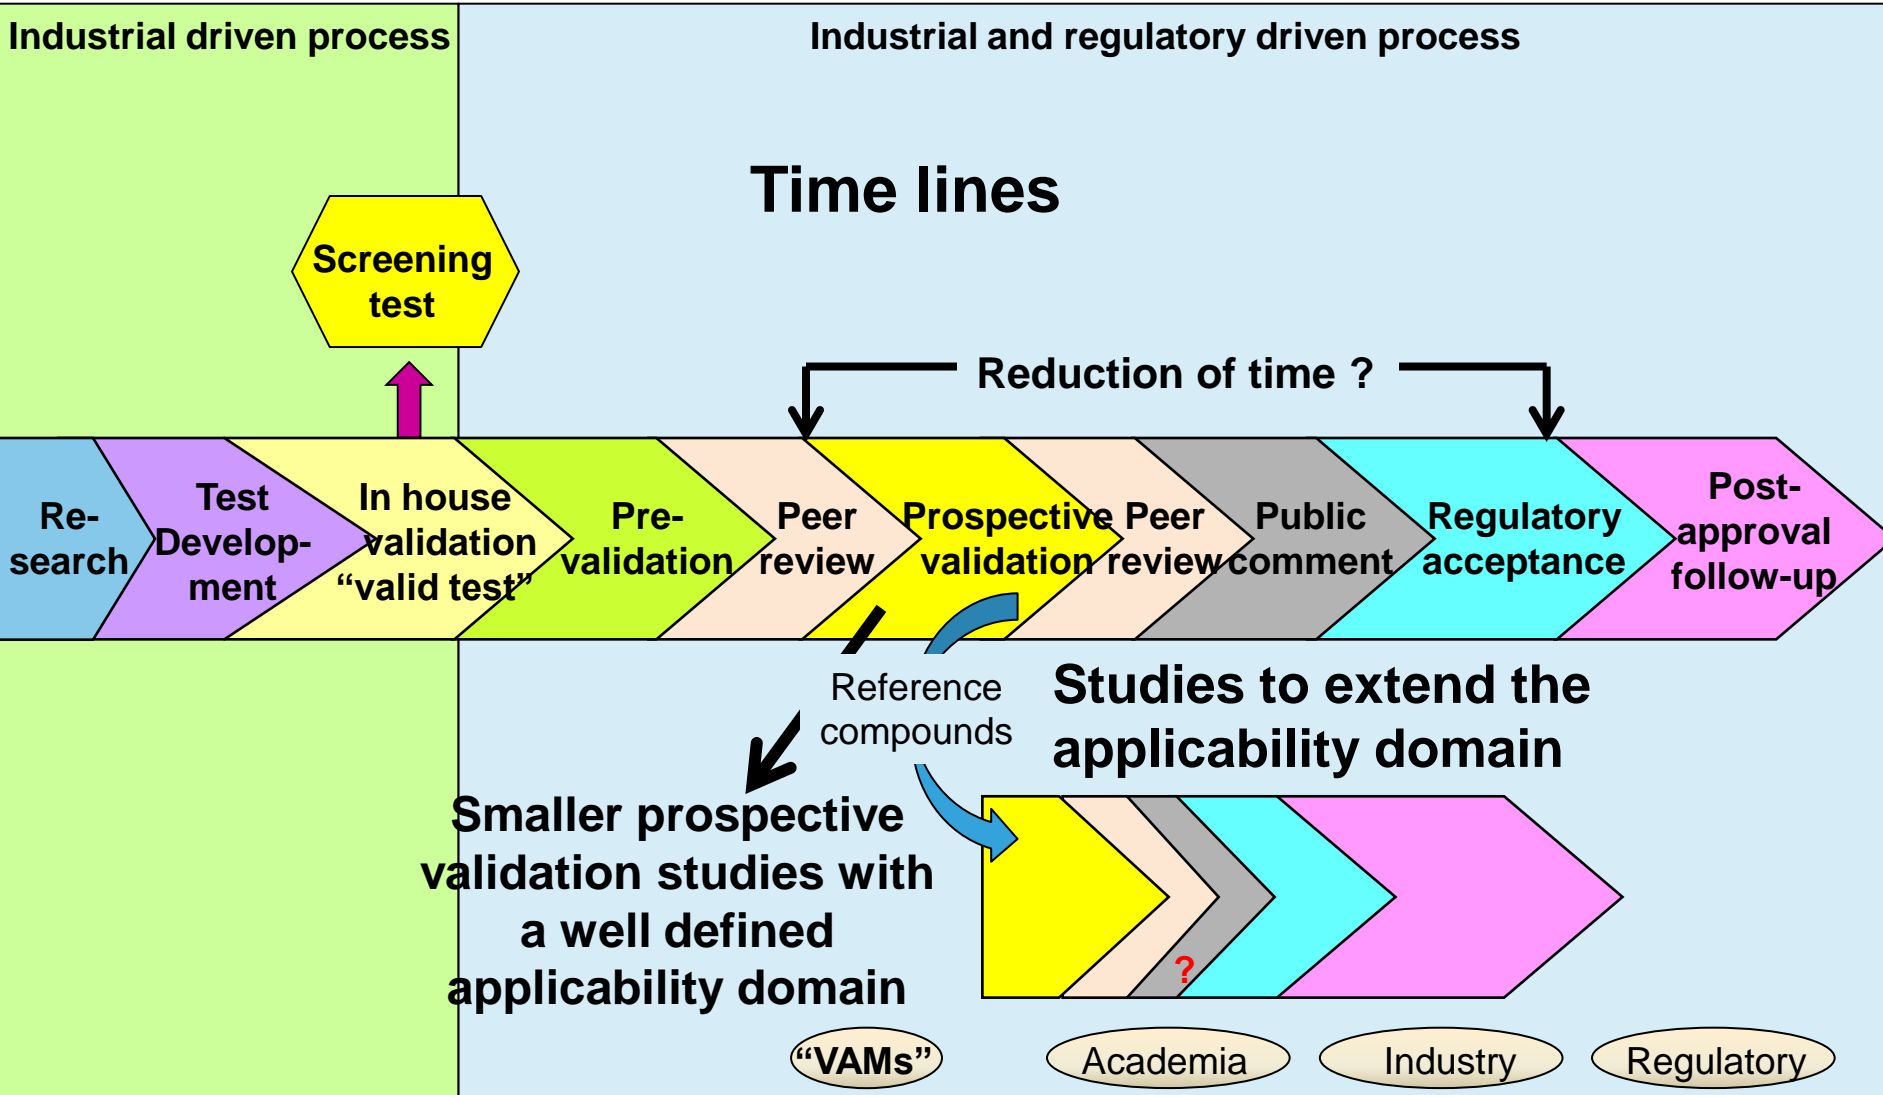 Industrial driven process
Industrial and regulatory driven process
Time lines
Screening
test
Reduction of time ?
Re-
search
Test
Develop-
ment
In house
validation
“valid test”
Pre-
validation
Peer
review
Prospective
validation
Peer
review
Public
comment
Regulatory
acceptance
Post-
approval
follow-up
Reference
compounds
Studies to extend the
applicability domain
Smaller prospective
validation studies with
a well defined
applicability domain
?
“VAMs”
Academia
Industry
Regulatory